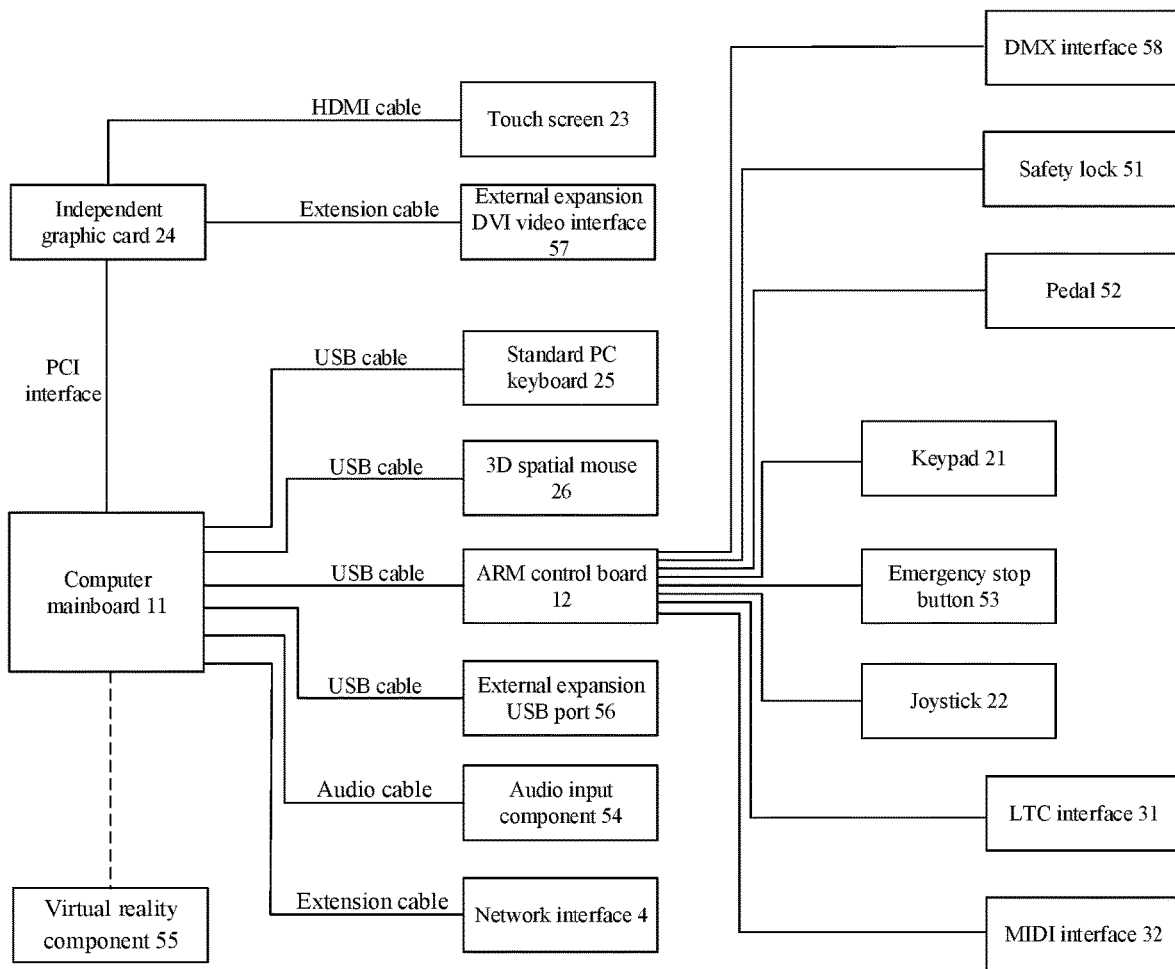 DMX interface 58
HDMI cable
Touch screen 23
Safety lock 51
Independent
graphic card 24
Extension cable
External expansion
DVI video interface
57
Pedal 52
PCI
interface
USB cable
Standard PC
keyboard 25
Keypad 21
USB cable
3D spatial mouse
26
Computer
mainboard 11
USB cable
ARM control board
12
Emergency stop
button 53
USB cable
External expansion
USB port 56
Joystick 22
Audio cable
Audio input
component 54
LTC interface 31
Virtual reality
component 55
Extension cable
Network interface 4
MIDI interface 32